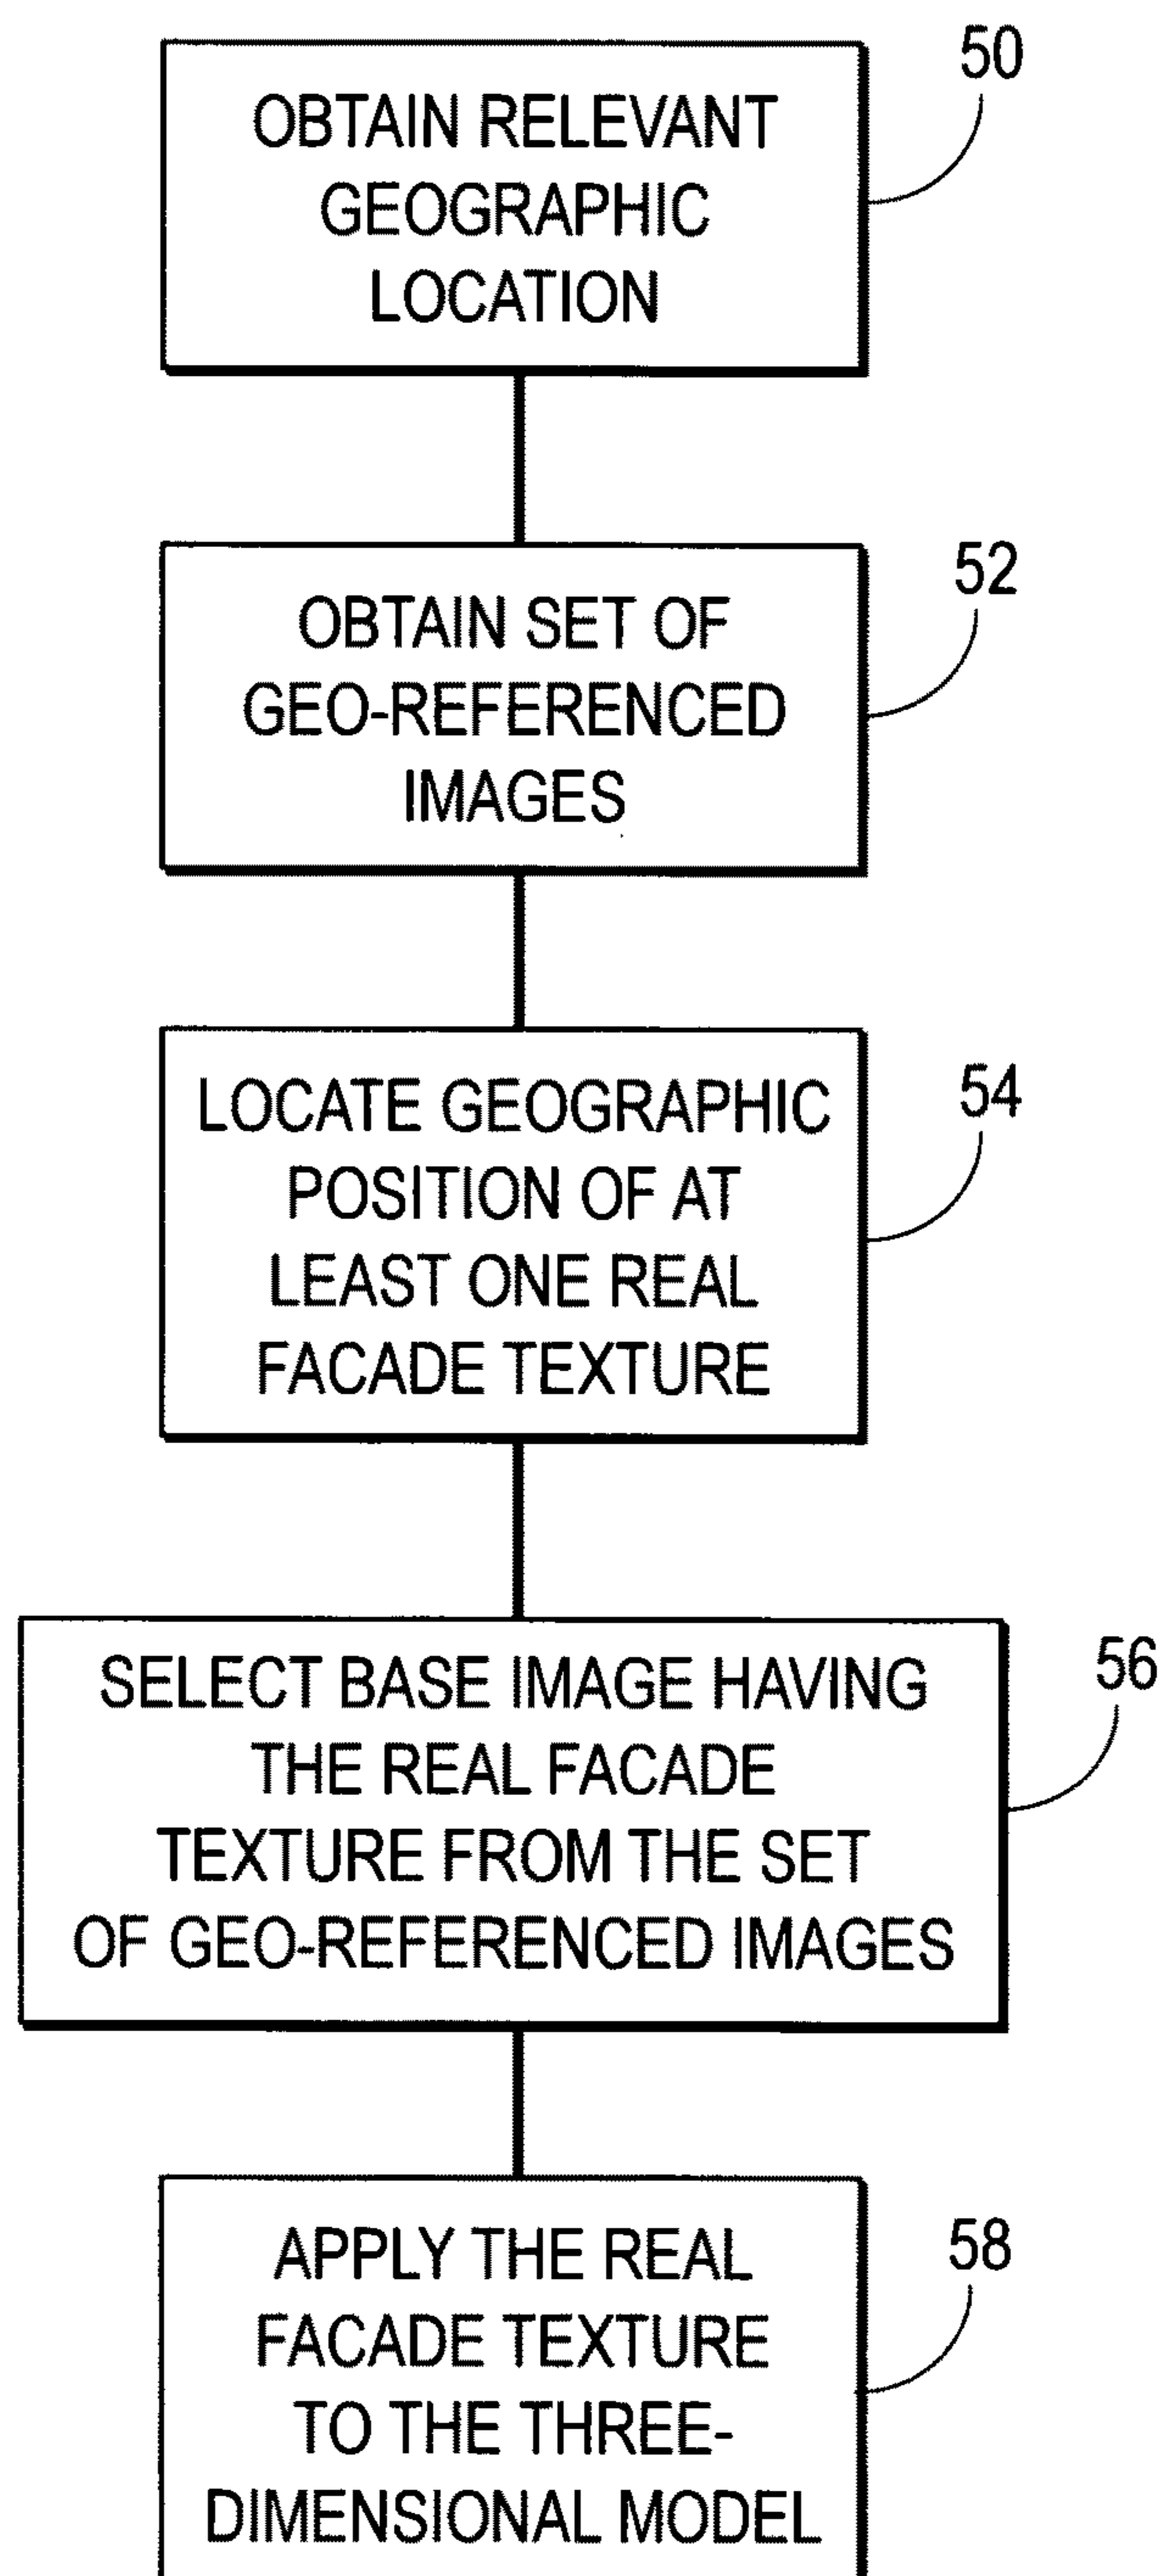 50
OBTAIN RELEVANT
GEOGRAPHIC
LOCATION
52
OBTAIN SET OF
GEO-REFERENCED
IMAGES
54
LOCATE GEOGRAPHIC
POSITION OF AT
LEAST ONE REAL
FACADE TEXTURE
56
SELECT BASE IMAGE HAVING
THE REAL FACADE
TEXTURE FROM THE SET
OF GEO-REFERENCED IMAGES
58
APPLY THE REAL
FACADE TEXTURE
TO THE THREE-
DIMENSIONAL MODEL